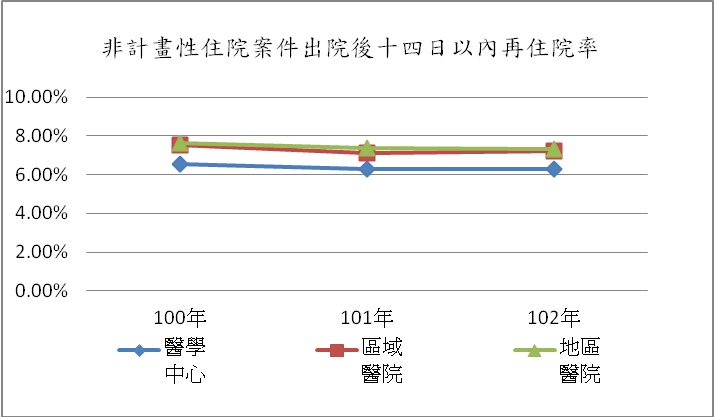 非計畫性住院案件出院後十四日以內再住院率
10.00%
8.00%
6.00%
4.00%
2.00%
0.00%
100年 101年 102年
醫學 區域 地區
中心 醫院 醫院